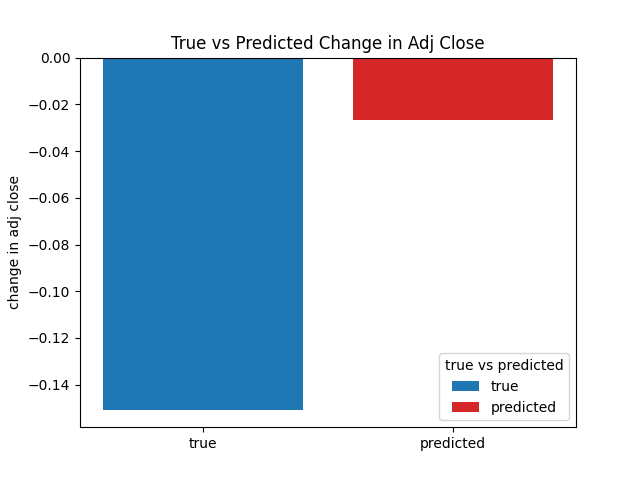 True vs Predicted Change in Adj Close
0.00
−0.02
−0.04
−0.06
−0.08
−0.10
−0.12
−0.14
change in adj close
true vs predicted
true
predicted
true
predicted